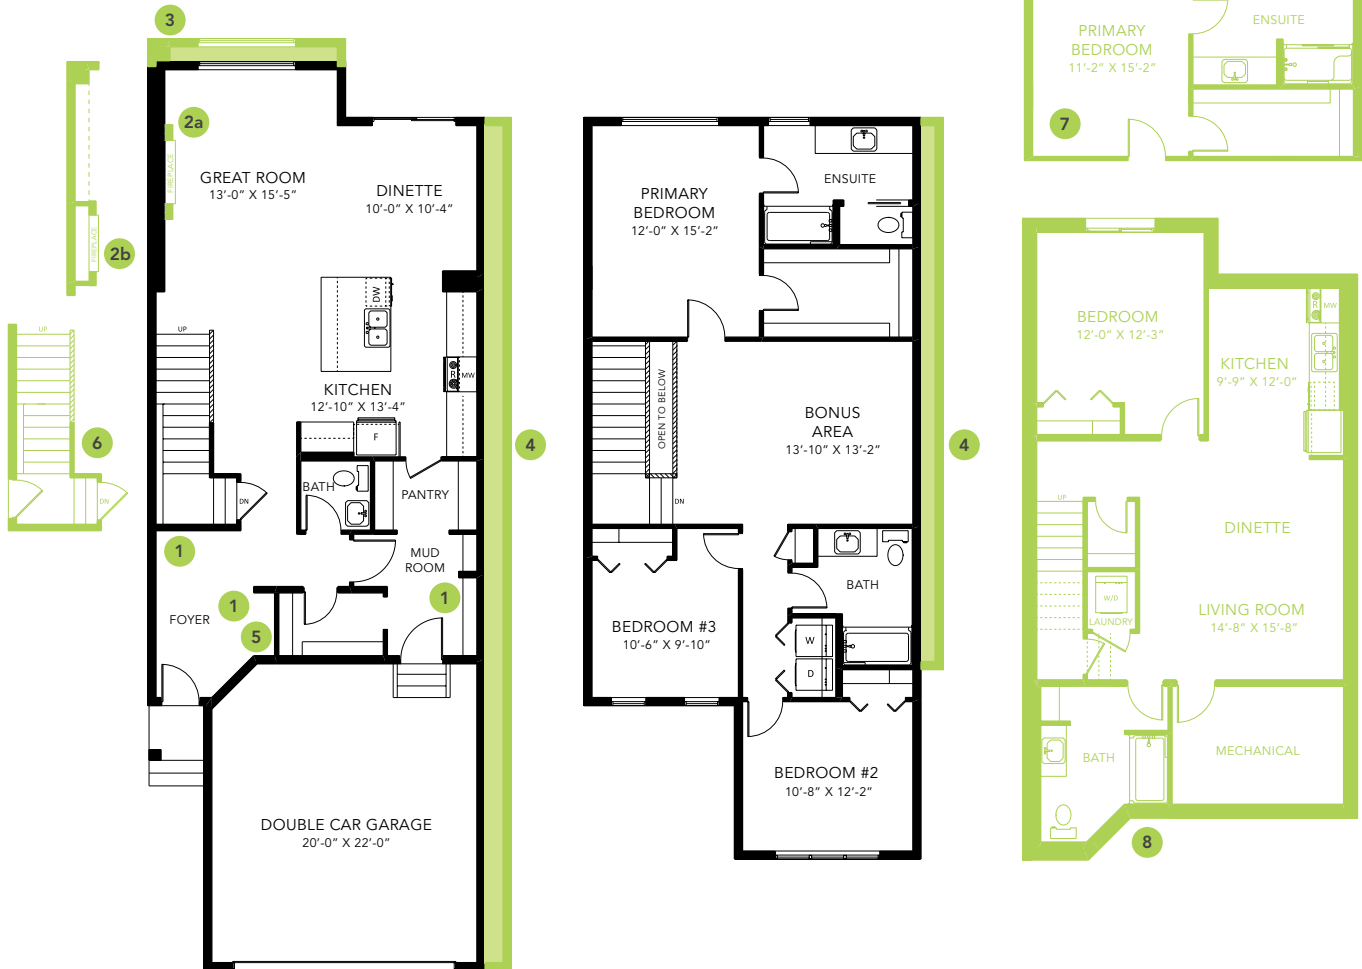 3
2a
FIREPLACE
GREAT ROOM
13'-0" X 15'-5"
DINETTE
10'-0" X 10'-4"
2b
FIREPLACE
UP
6
DN
UP
DW
R
MW
KITCHEN
12'-10" X 13'-4"
F
BATH
PANTRY
DN
4
1
MUD
ROOM
1
1
FOYER
5
DOUBLE CAR GARAGE
20'-0" X 22'-0"
PRIMARY
BEDROOM
12'-0" X 15'-2"
ENSUITE
OPEN TO BELOW
BONUS
AREA
13'-10" X 13'-2"
DN
4
BATH
BEDROOM #3
10'-6" X 9'-10"
W
D
BEDROOM #2
10'-8" X 12'-2"
PRIMARY
BEDROOM
11'-2" X 15'-2"
ENSUITE
7
BEDROOM
12'-0" X 12'-3"
R
MW
KITCHEN
9'-9" X 12'-0"
UP
DINETTE
W/D
LAUNDRY
LIVING ROOM
14'-8" X 15'-8"
BATH
MECHANICAL
8